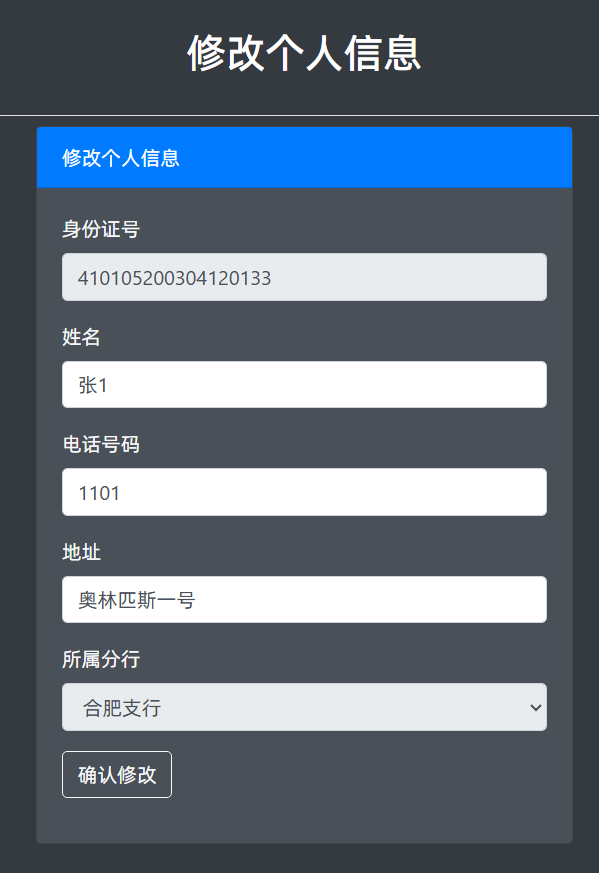 修改个人信息
修改个人信息
身份证号
410105200304120133
姓名
张1
电话号码
1101
地址
奥林匹斯一号
所属分行
合肥支行
确认修改